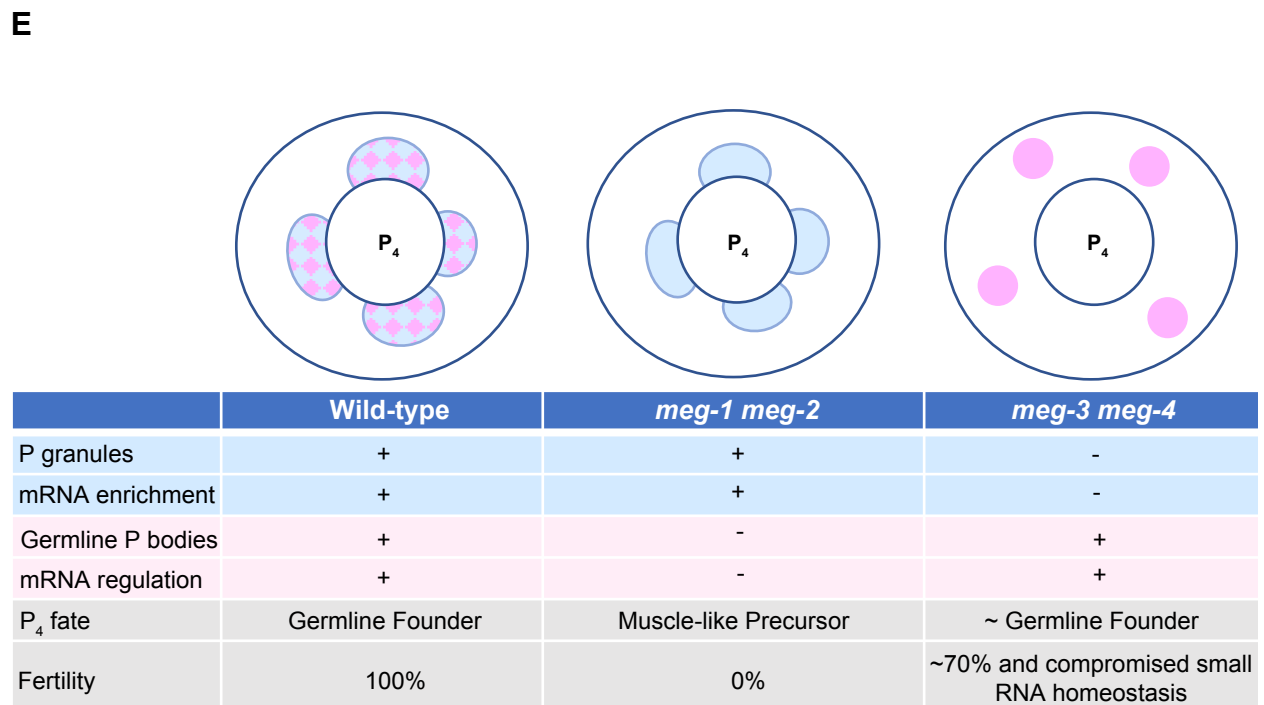 E
P₄ P₄ P₄
Wild-type meg-1 meg-2 meg-3 meg-4
P granules + + -
mRNA enrichment + + -
Germline P bodies + - +
mRNA regulation + - +
P₄ fate Germline Founder Muscle-like Precursor ~ Germline Founder
Fertility 100% 0% ~70% and compromised small
RNA homeostasis